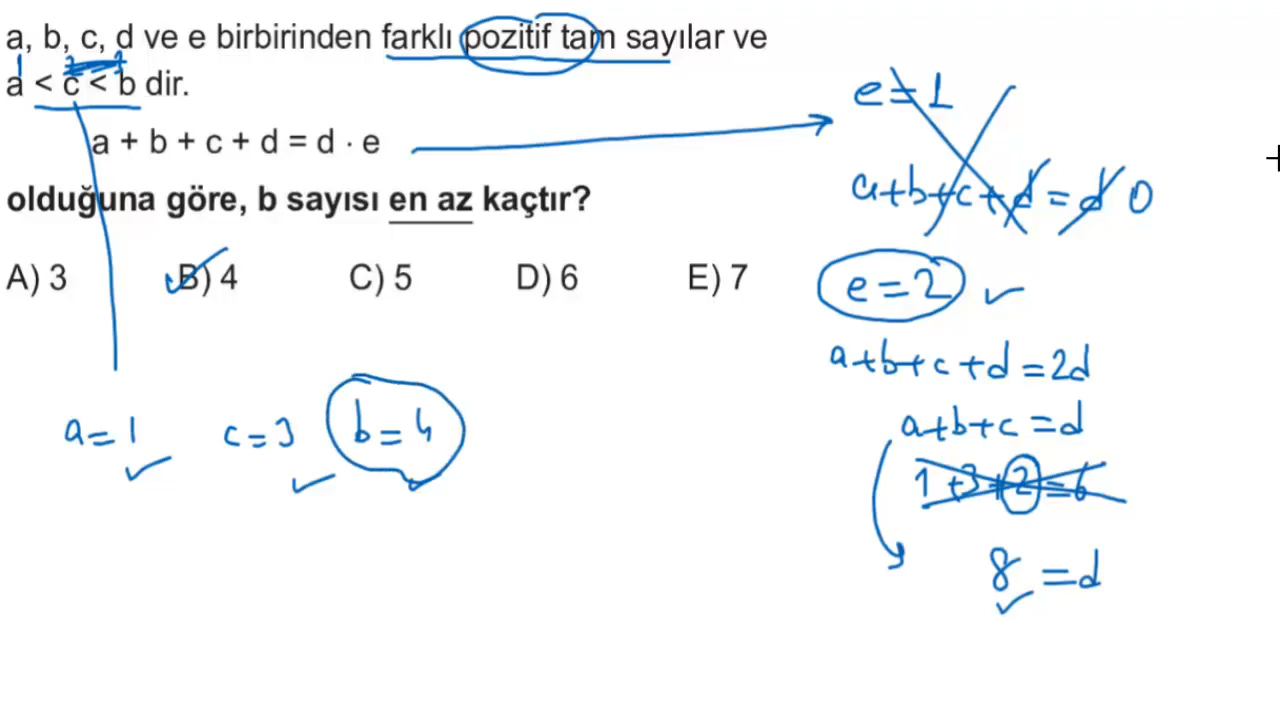 a, b, c, d ve e birbirinden farklı pozitif tam sayılar ve
1
a < c < b dir.
a + b + c + d = d · e
olduğuna göre, b sayısı en az kaçtır?
A) 3 B) 4 C) 5 D) 6 E) 7
a = 1 c = 3 b = 4
e = 1
a + b + c + d = d 0
e = 2
a + b + c + d = 2d
a + b + c = d
1 + 3 + 2 = 6
8 = d